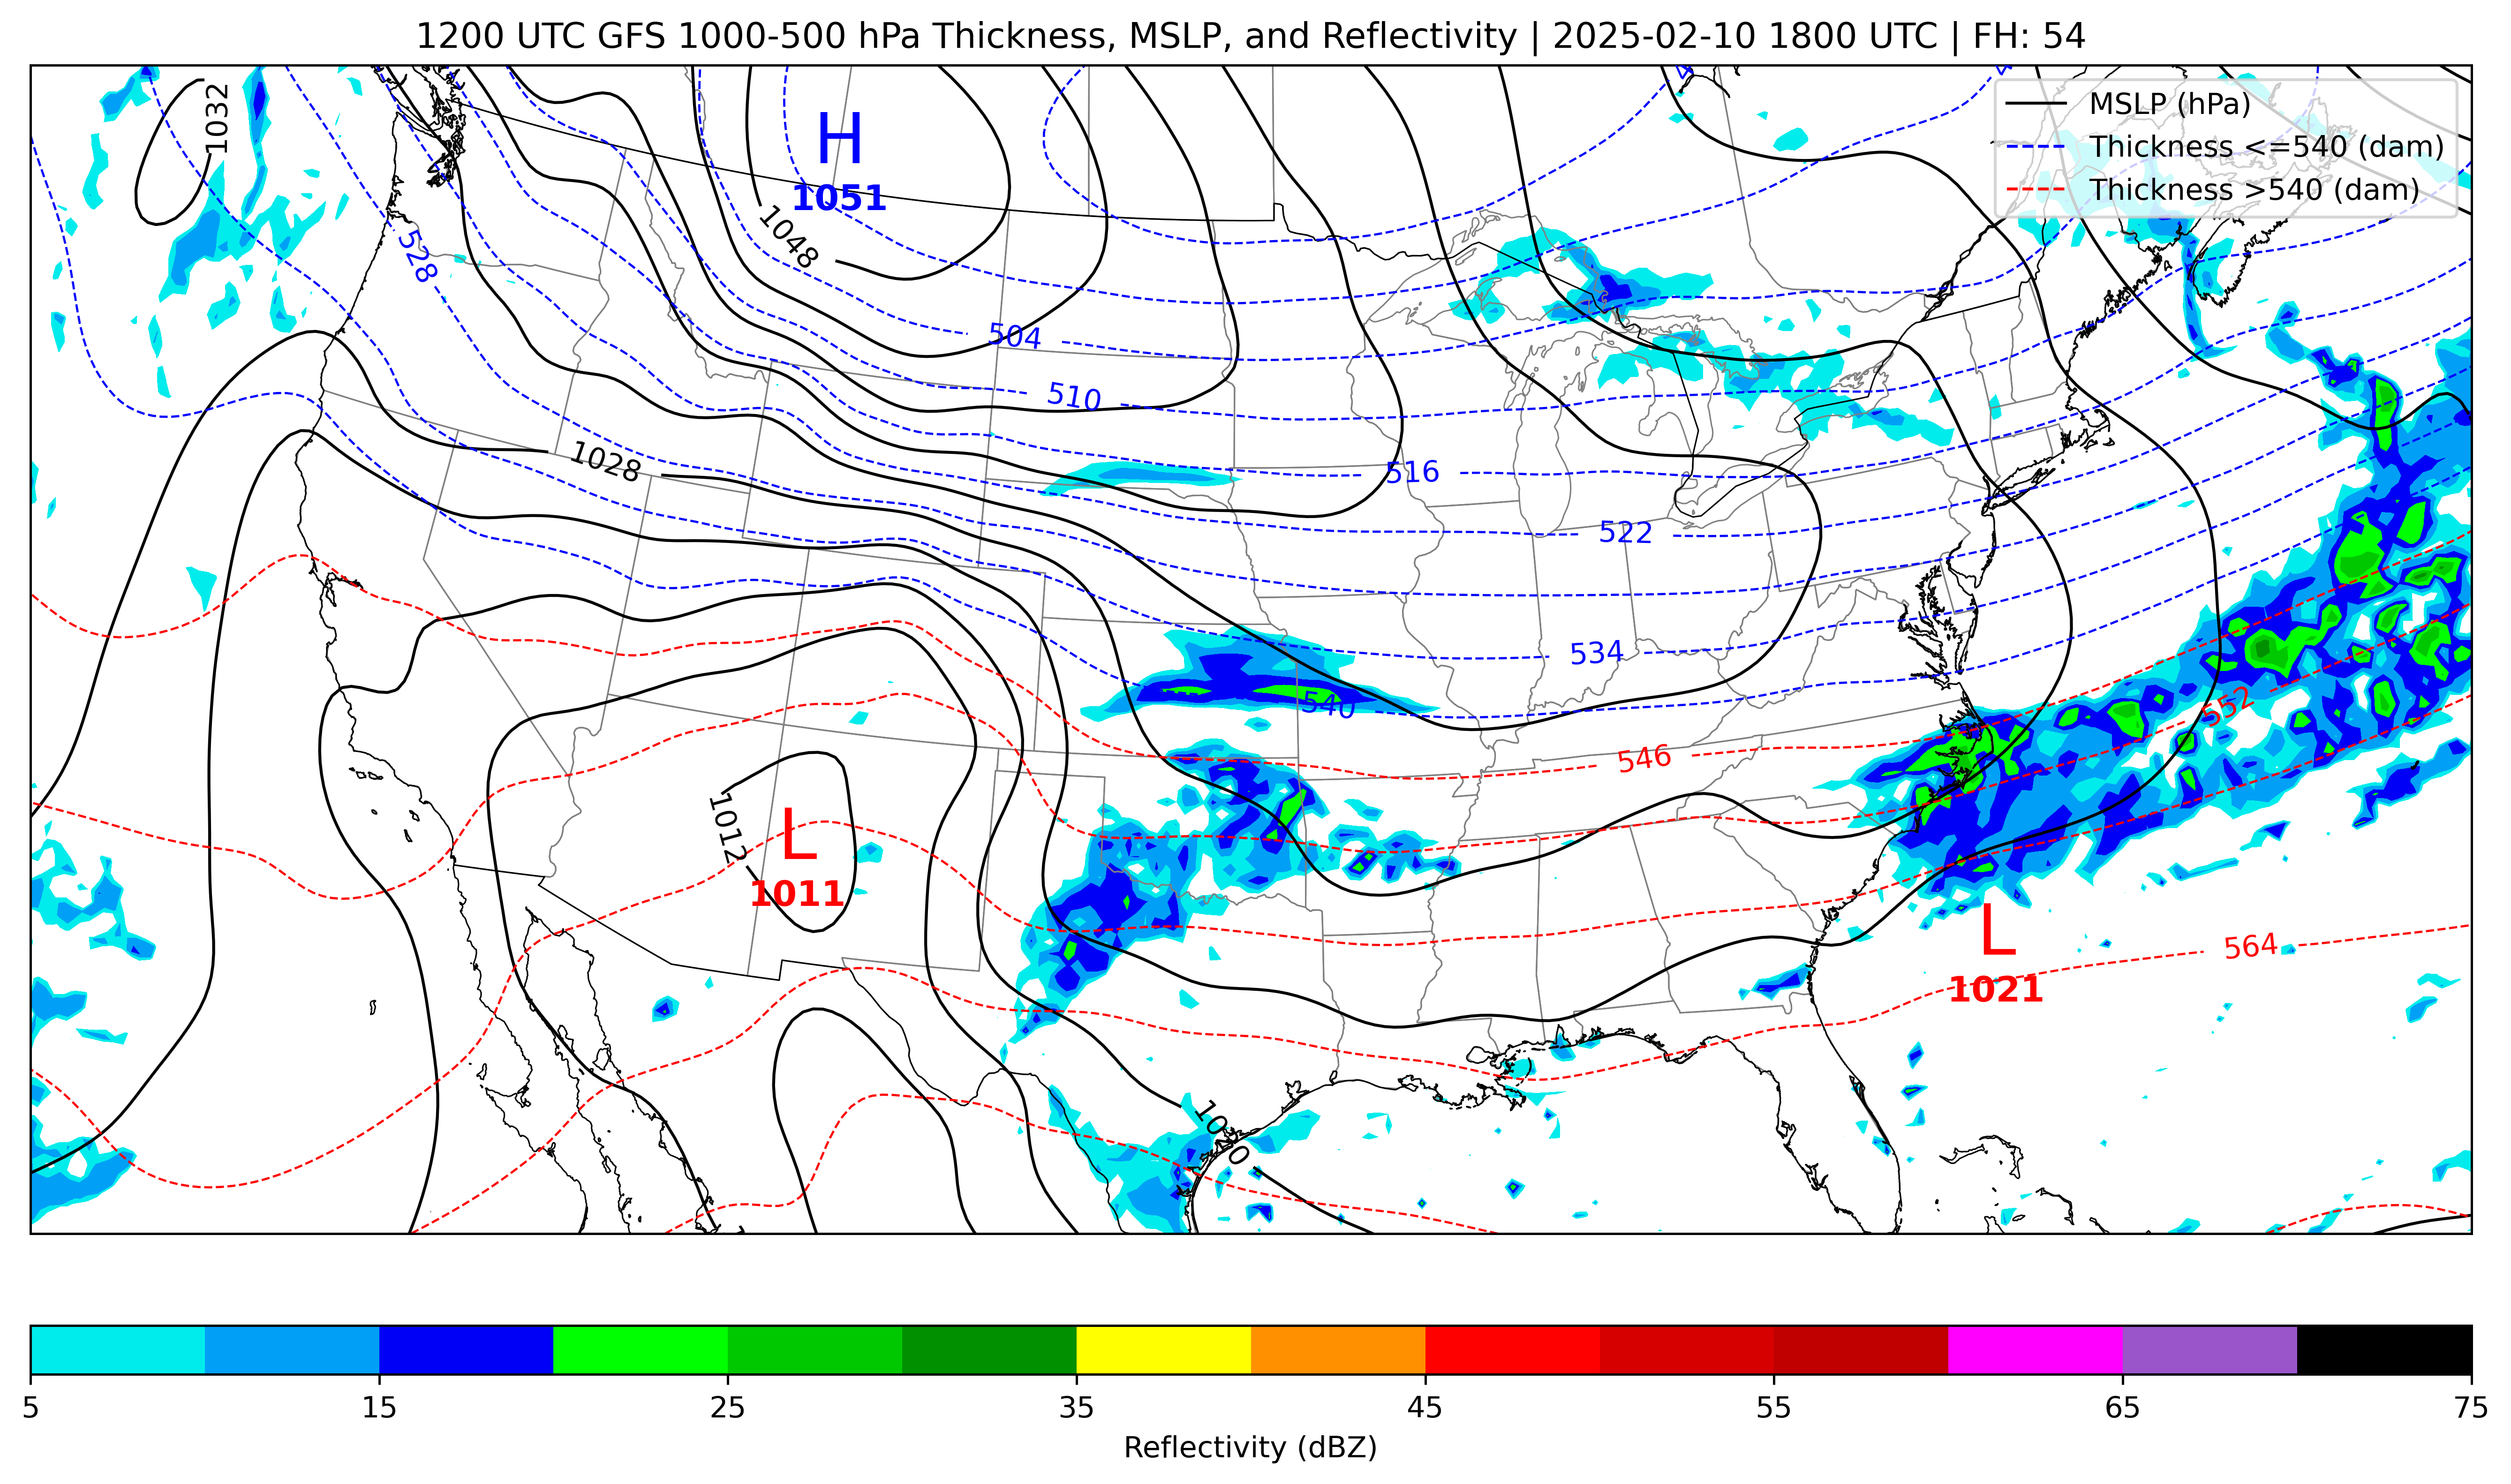 1200 UTC GFS 1000-500 hPa Thickness, MSLP, and Reflectivity | 2025-02-10 1800 UTC | FH: 54
MSLP (hPa)
Thickness <=540 (dam)
Thickness >540 (dam)
1032
H
1051
1048
528
504
510
1028
516
522
534
540
546
552
1012
L
1011
L
1021
564
1020
5 15 25 35 45 55 65 75
Reflectivity (dBZ)